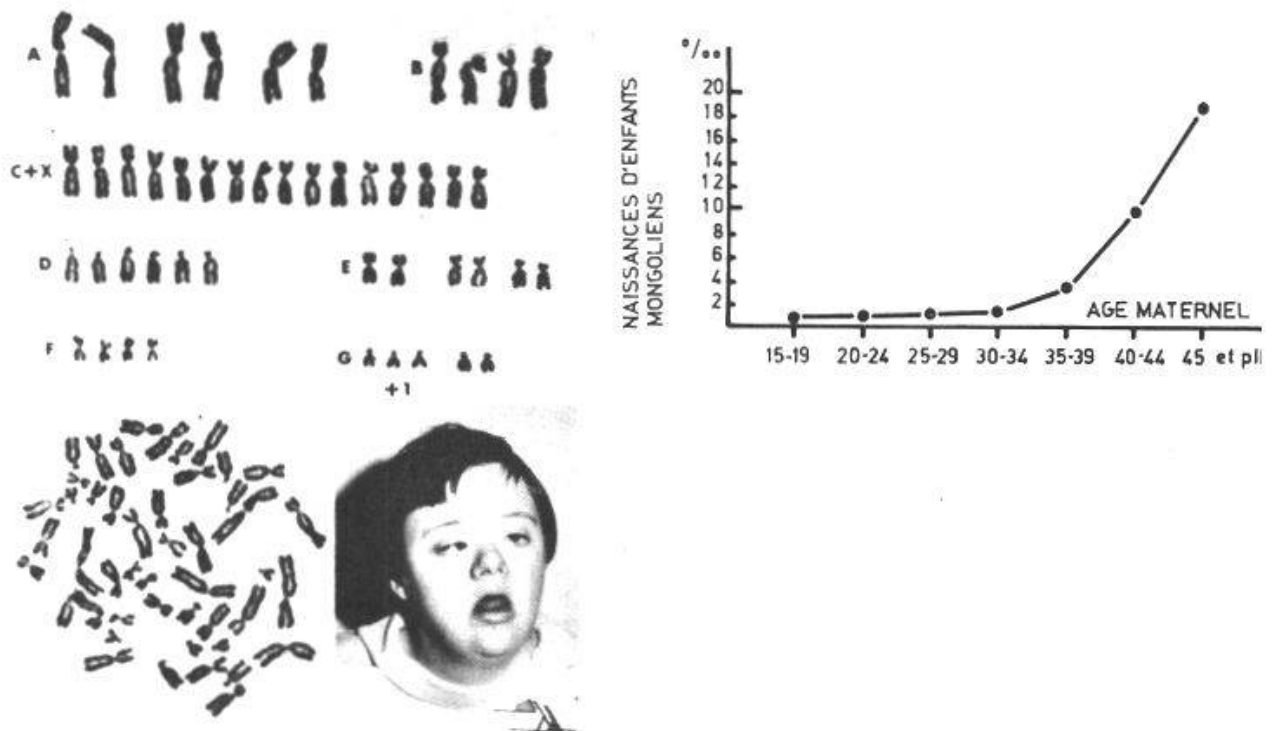 A
B
C+X
D
E
F
G
+1
NAISSANCES D'ENFANTS
MONGOLIENS
°/₀₀
20
18
16
14
12
10
8
6
4
2
AGE MATERNEL
15-19 20-24 25-29 30-34 35-39 40-44 45 et pl